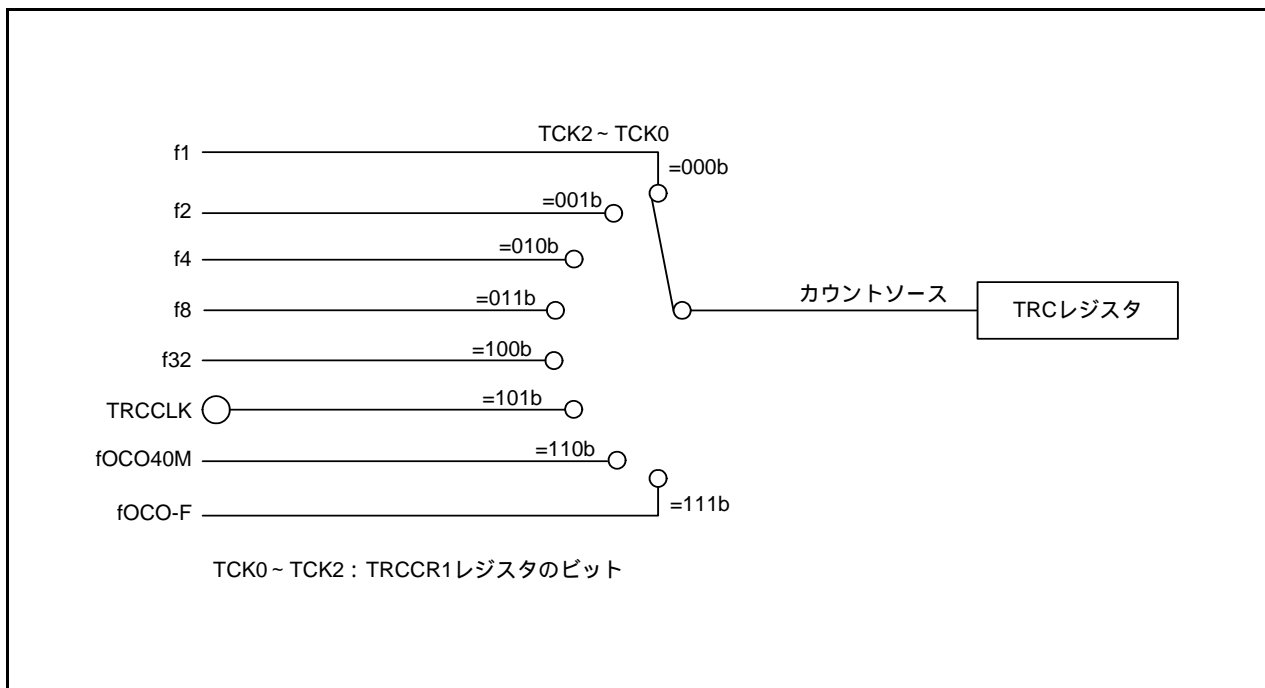 TCK2 ~ TCK0
f1
=000b
f2
=001b
f4
=010b
f8
=011b
カウントソース
TRCレジスタ
f32
=100b
TRCCLK
=101b
fOCO40M
=110b
fOCO-F
=111b
TCK0 ~ TCK2 : TRCCR1レジスタのビット